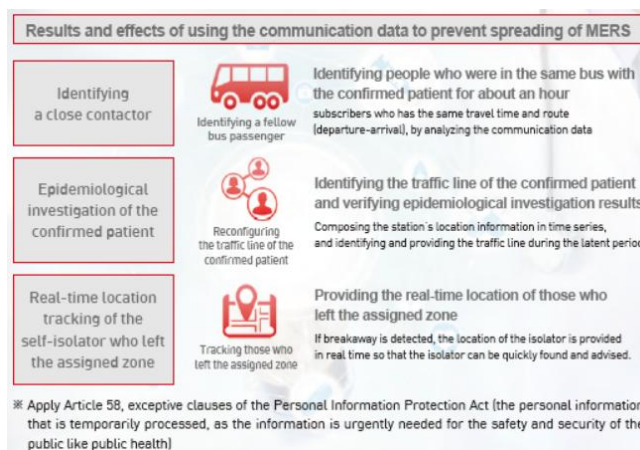 Results and effects of using the communication data to prevent spreading of MERS
Identifying
a close contactor
Identifying a fellow
bus passenger
Identifying people who were in the same bus with
the confirmed patient for about an hour
subscribers who has the same travel time and route
(departure-arrival), by analyzing the communication data
Epidemiological
investigation of the
confirmed patient
Reconfiguring
the traffic line of the
confirmed patient
Identifying the traffic line of the confirmed patient
and verifying epidemiological investigation results
Composing the station's location information in time series,
and identifying and providing the traffic line during the latent period
Real-time location
tracking of the
self-isolator who left
the assigned zone
Tracking those who
left the assigned zone
Providing the real-time location of those who
left the assigned zone
If breakaway is detected, the location of the isolator is provided
in real time so that the isolator can be quickly found and advised.
※ Apply Article 58, exceptive clauses of the Personal Information Protection Act (the personal information
that is temporarily processed, as the information is urgently needed for the safety and security of the
public like public health)